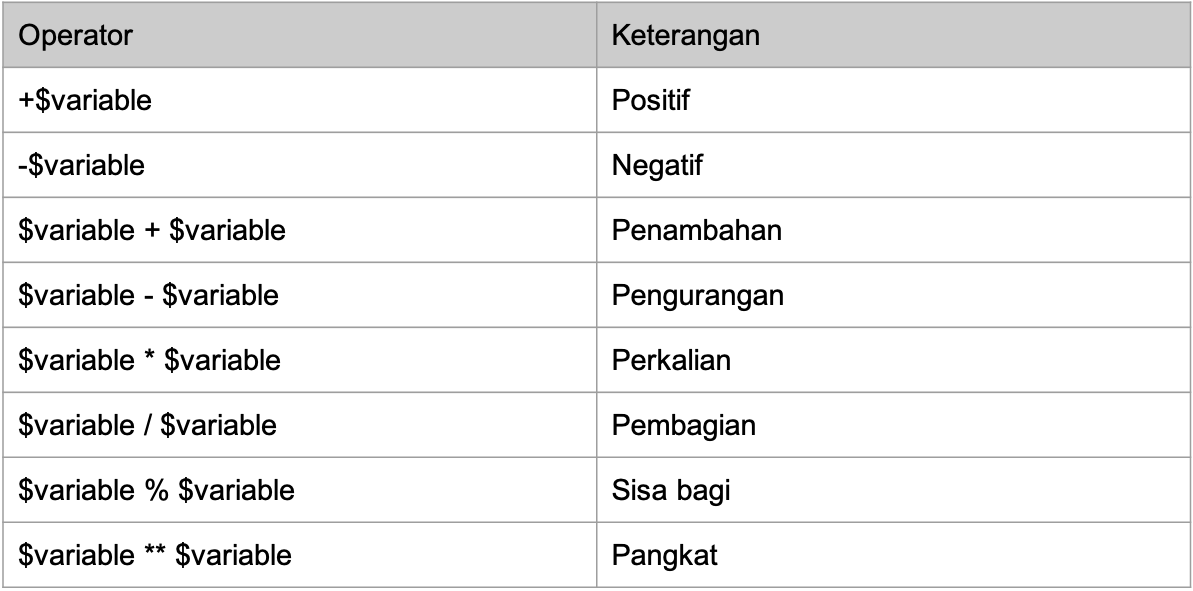 Operator Keterangan
+$variable Positif
-$variable Negatif
$variable + $variable Penambahan
$variable - $variable Pengurangan
$variable * $variable Perkalian
$variable / $variable Pembagian
$variable % $variable Sisa bagi
$variable ** $variable Pangkat